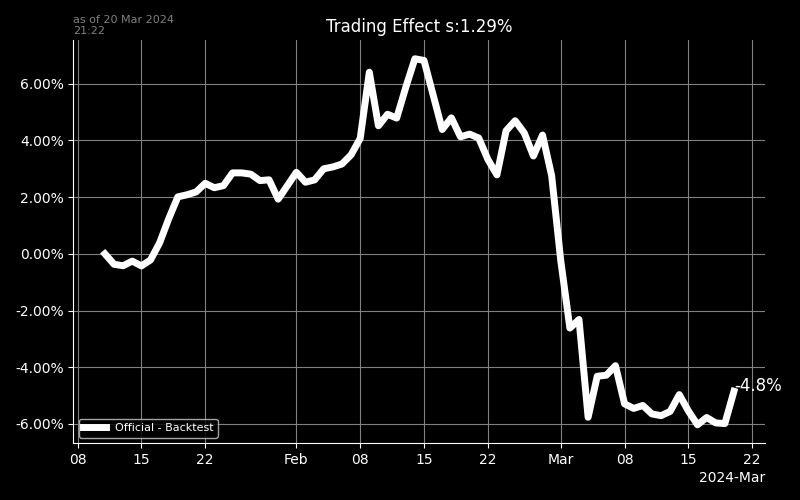 as of 20 Mar 2024
21:22
Trading Effect s:1.29%
6.00%
4.00%
2.00%
0.00%
-2.00%
-4.00%
-6.00%
-4.8%
Official - Backtest
08 15 22 Feb 08 15 22 Mar 08 15 22
2024-Mar